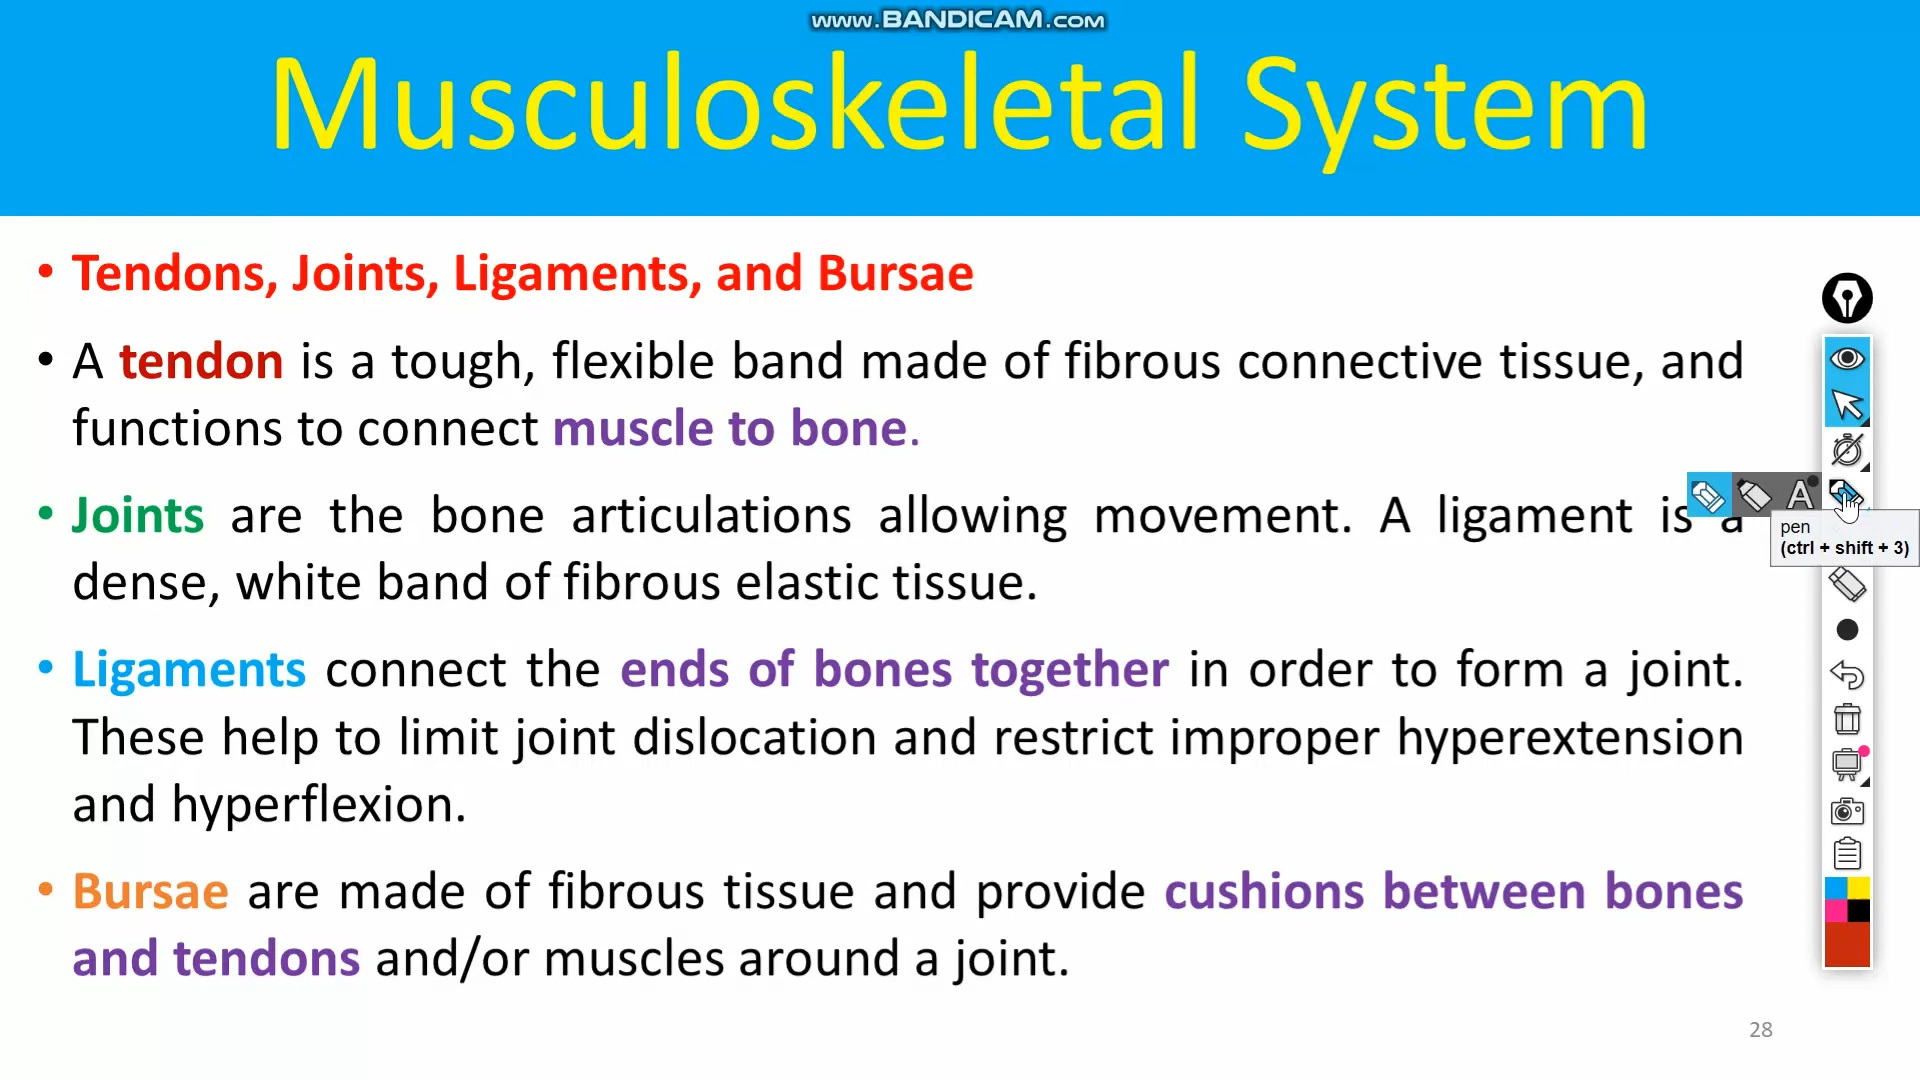 www.BANDICAM.com
Musculoskeletal System
• Tendons, Joints, Ligaments, and Bursae
• A tendon is a tough, flexible band made of fibrous connective tissue, and
functions to connect muscle to bone.
• Joints are the bone articulations allowing movement. A ligament is a
dense, white band of fibrous elastic tissue.
• Ligaments connect the ends of bones together in order to form a joint.
These help to limit joint dislocation and restrict improper hyperextension
and hyperflexion.
• Bursae are made of fibrous tissue and provide cushions between bones
and tendons and/or muscles around a joint.
A
pen
(ctrl + shift + 3)
28